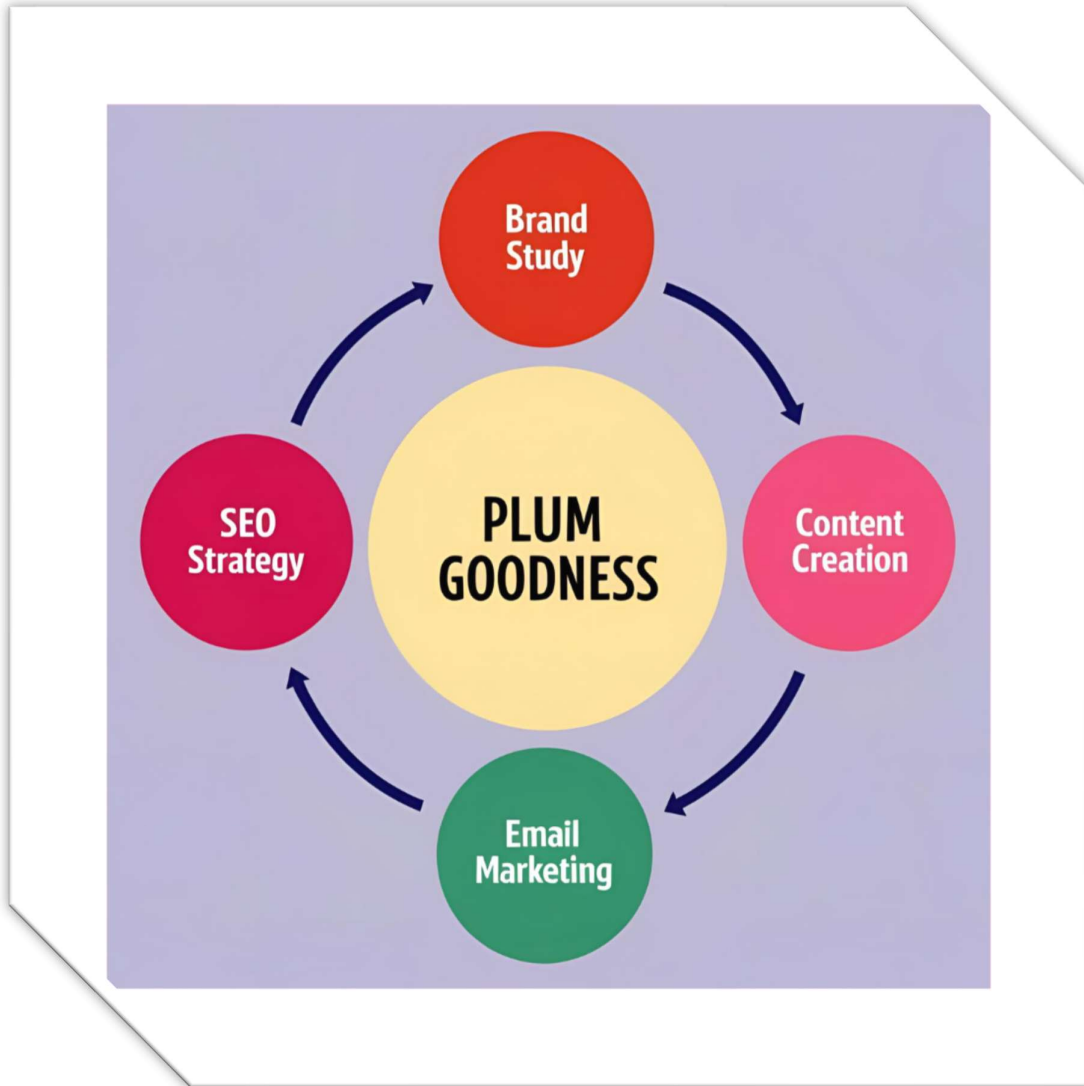 Brand
Study
SEO
Strategy
PLUM
GOODNESS
Content
Creation
Email
Marketing